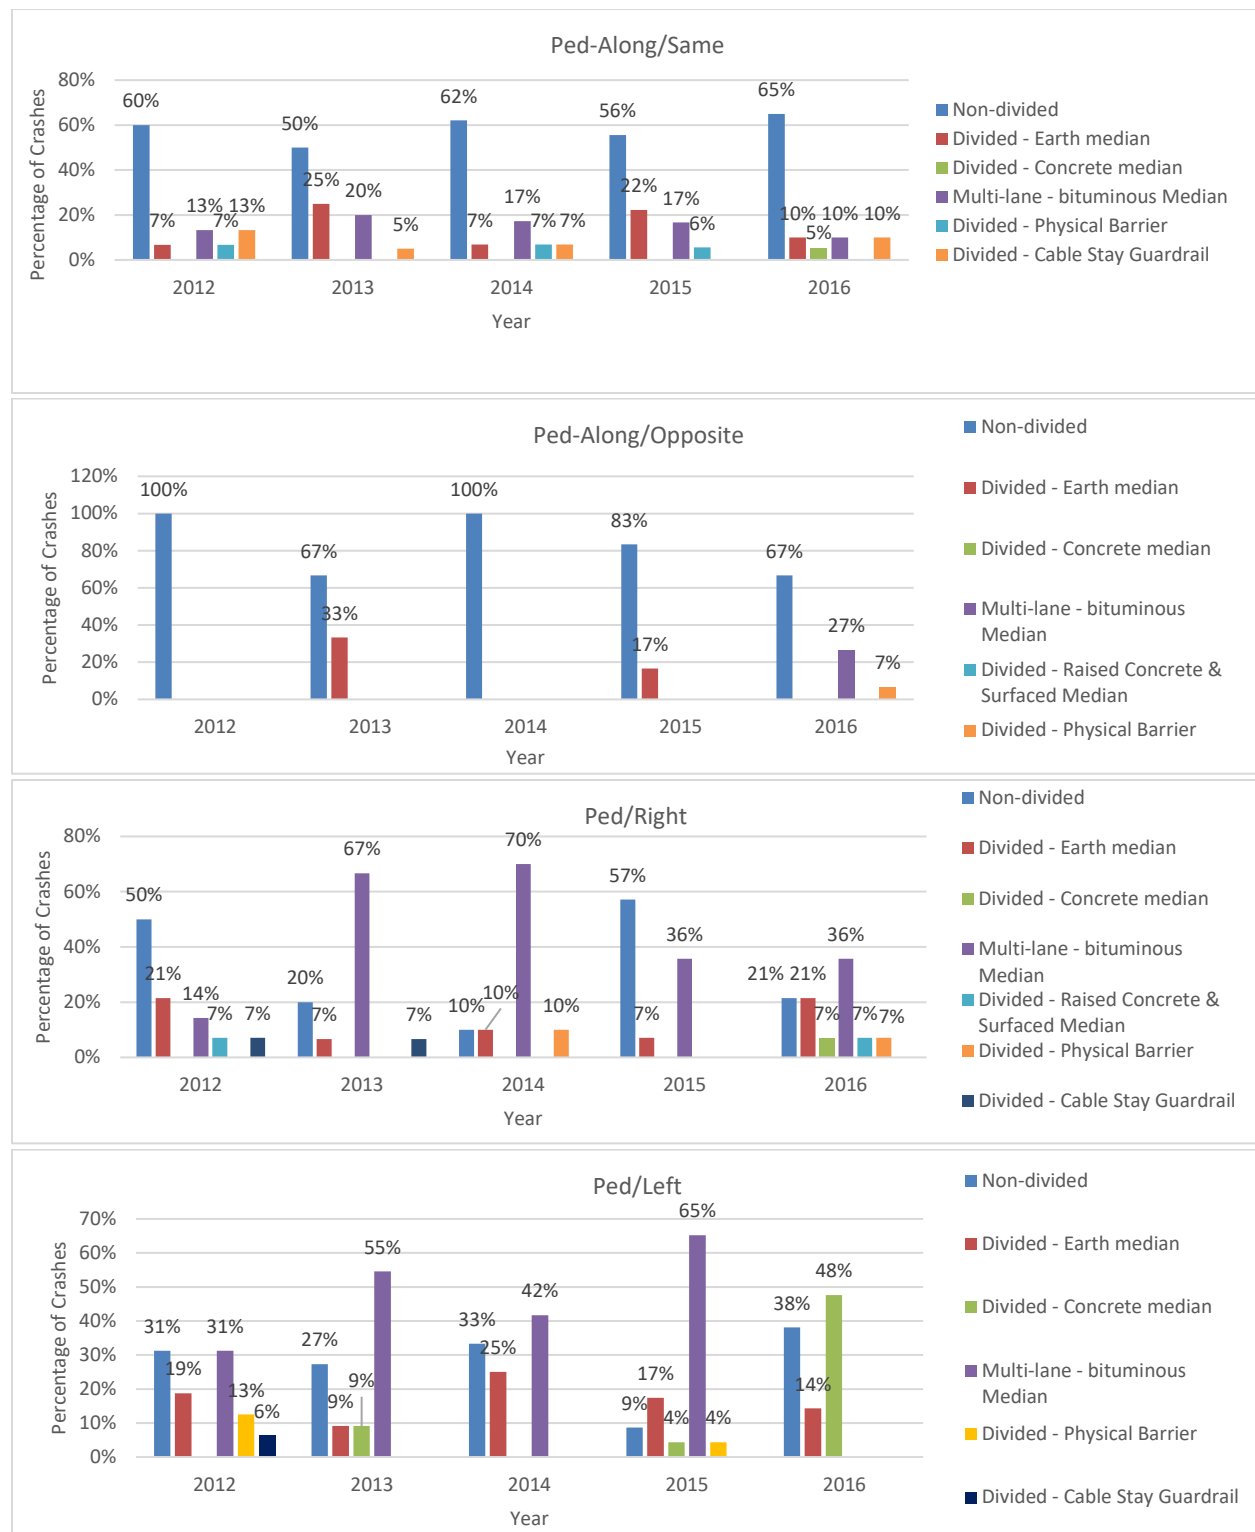 Ped-Along/Same
Percentage of Crashes
80%
60%
40%
20%
0%
60%
7%
13%
7%
13%
50%
25%
20%
5%
62%
7%
17%
7%
7%
56%
22%
17%
6%
65%
10%
5%
10%
10%
2012
2013
2014
2015
2016
Year
Non-divided
Divided - Earth median
Divided - Concrete median
Multi-lane - bituminous Median
Divided - Physical Barrier
Divided - Cable Stay Guardrail
Ped-Along/Opposite
Percentage of Crashes
120%
100%
80%
60%
40%
20%
0%
100%
67%
33%
100%
83%
17%
67%
27%
7%
2012
2013
2014
2015
2016
Year
Non-divided
Divided - Earth median
Divided - Concrete median
Multi-lane - bituminous
Median
Divided - Raised Concrete &
Surfaced Median
Divided - Physical Barrier
Ped/Right
Percentage of Crashes
80%
60%
40%
20%
0%
50%
21%
14%
7%
7%
20%
7%
67%
7%
10%
10%
70%
10%
57%
7%
36%
21%
21%
7%
36%
7%
7%
2012
2013
2014
2015
2016
Year
Non-divided
Divided - Earth median
Divided - Concrete median
Multi-lane - bituminous
Median
Divided - Raised Concrete &
Surfaced Median
Divided - Physical Barrier
Divided - Cable Stay Guardrail
Ped/Left
Percentage of Crashes
70%
60%
50%
40%
30%
20%
10%
0%
31%
19%
31%
13%
6%
27%
9%
9%
55%
33%
25%
42%
9%
17%
4%
65%
4%
38%
14%
48%
2012
2013
2014
2015
2016
Year
Non-divided
Divided - Earth median
Divided - Concrete median
Multi-lane - bituminous
Median
Divided - Physical Barrier
Divided - Cable Stay Guardrail